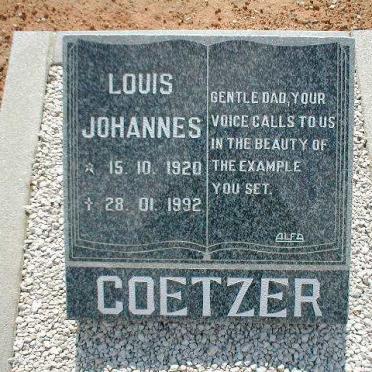 LOUIS
JOHANNES
☆ 15. 10. 1920
† 28. 01. 1992
GENTLE DAD, YOUR
VOICE CALLS TO US
IN THE BEAUTY OF
THE EXAMPLE
YOU SET.
ALFA
COETZER